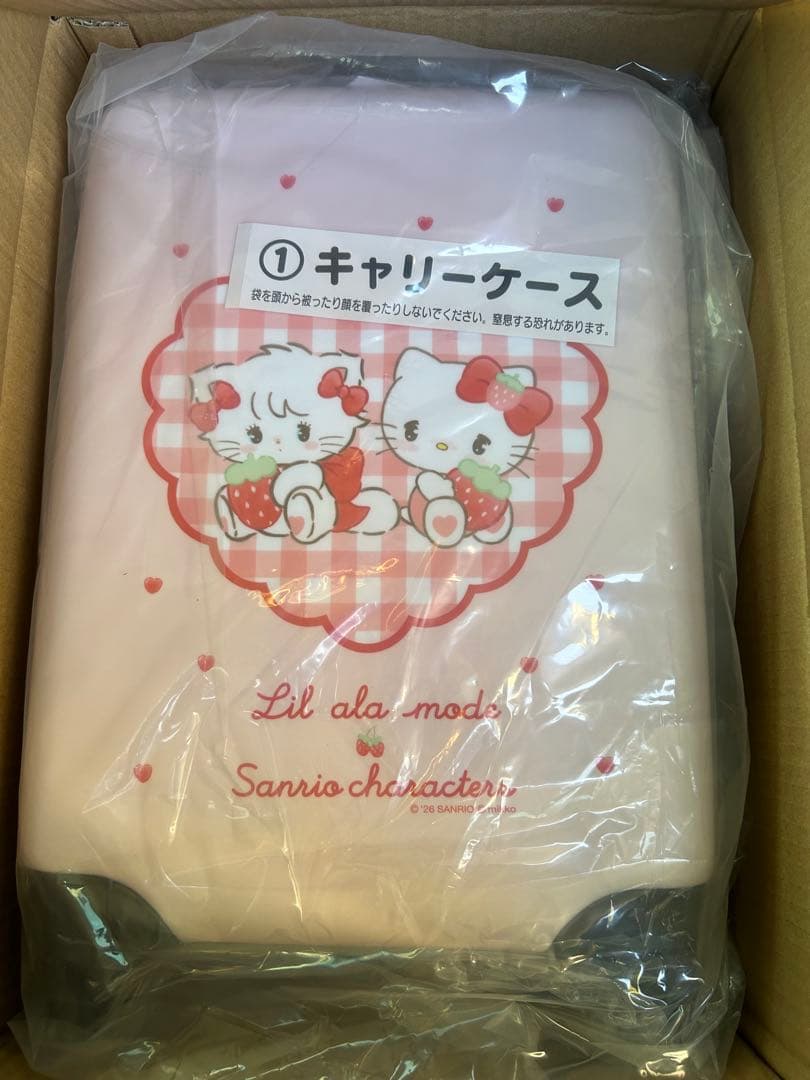 ①キャリーケース
袋を頭から被ったり顔を覆ったりしないでください。窒息する恐れがあります。
Lil ala mode
Sanrio characters
© '26 SANRIO © mikko